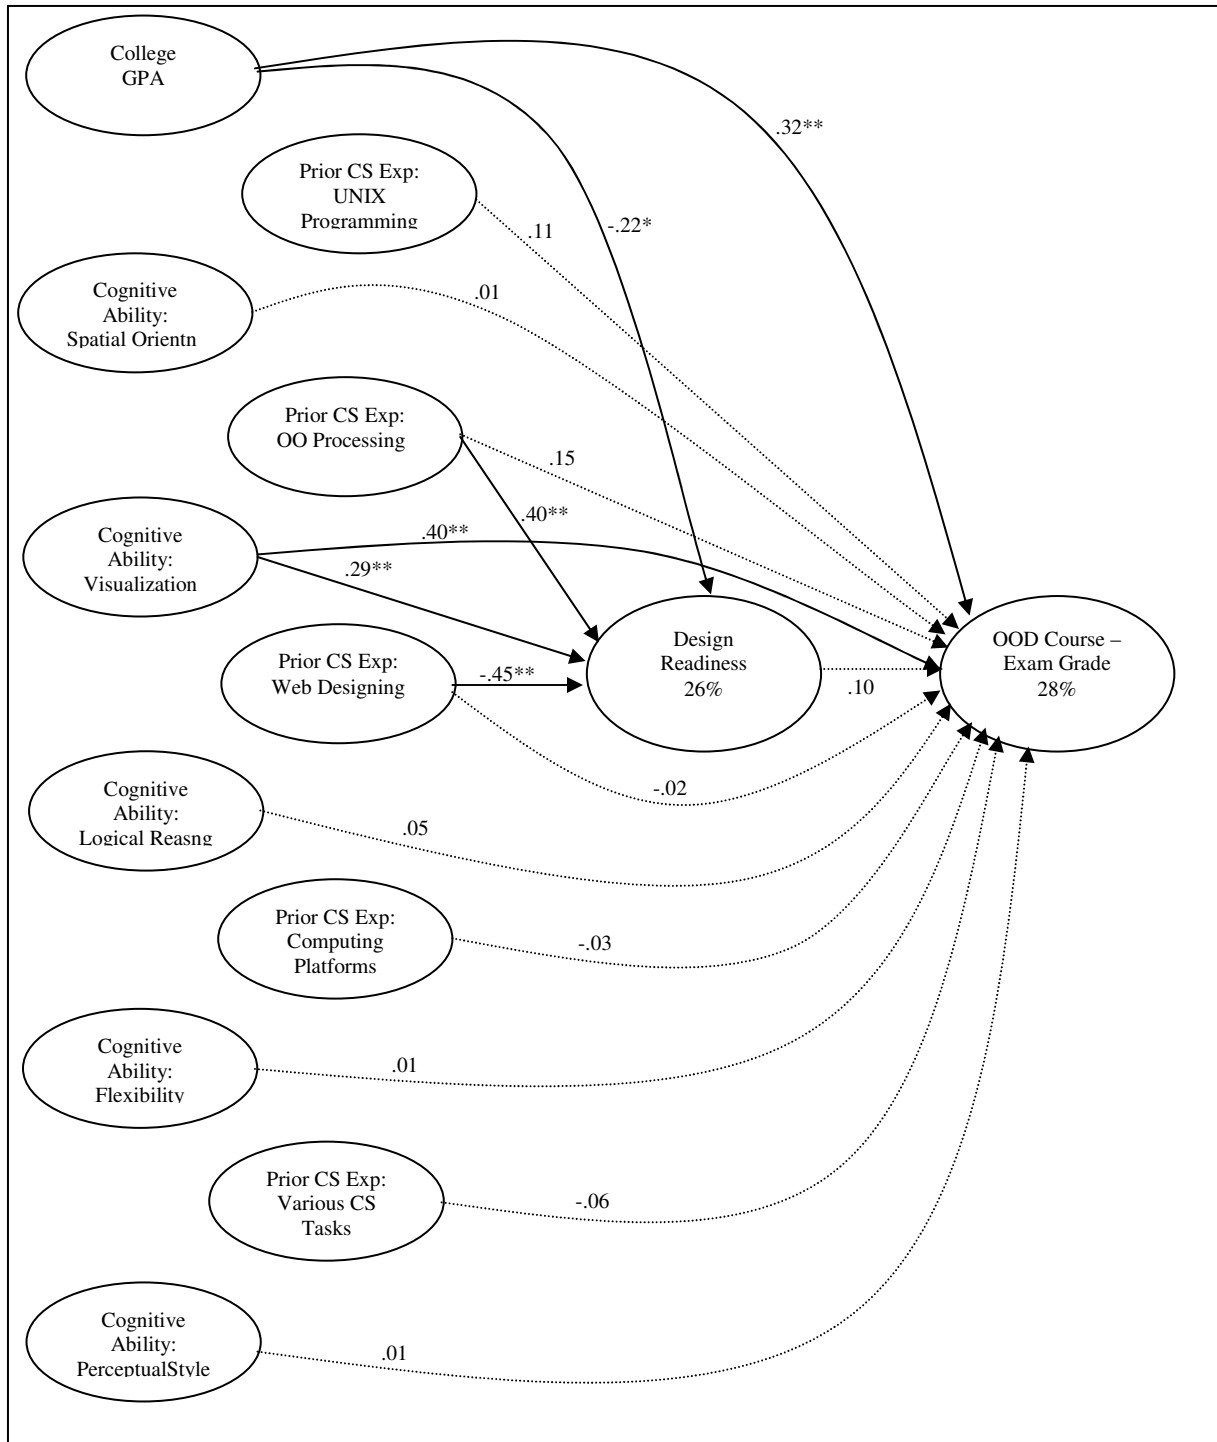 College
GPA
.32**
Prior CS Exp:
UNIX
Programming
-.22*
.11
Cognitive
Ability:
Spatial Orientn
.01
Prior CS Exp:
OO Processing
.15
.40**
Cognitive
Ability:
Visualization
.40**
.29**
Design
Readiness
26%
OOD Course –
Exam Grade
28%
Prior CS Exp:
Web Designing
-.45**
.10
-.02
Cognitive
Ability:
Logical Reasng
.05
Prior CS Exp:
Computing
Platforms
-.03
Cognitive
Ability:
Flexibility
.01
Prior CS Exp:
Various CS
Tasks
-.06
Cognitive
Ability:
PerceptualStyle
.01